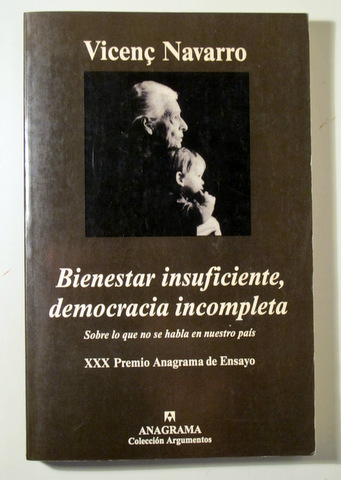 Vicenç Navarro
Bienestar insuficiente,
democracia incompleta
Sobre lo que no se habla en nuestro país
XXX Premio Anagrama de Ensayo
ANAGRAMA
Colección Argumentos